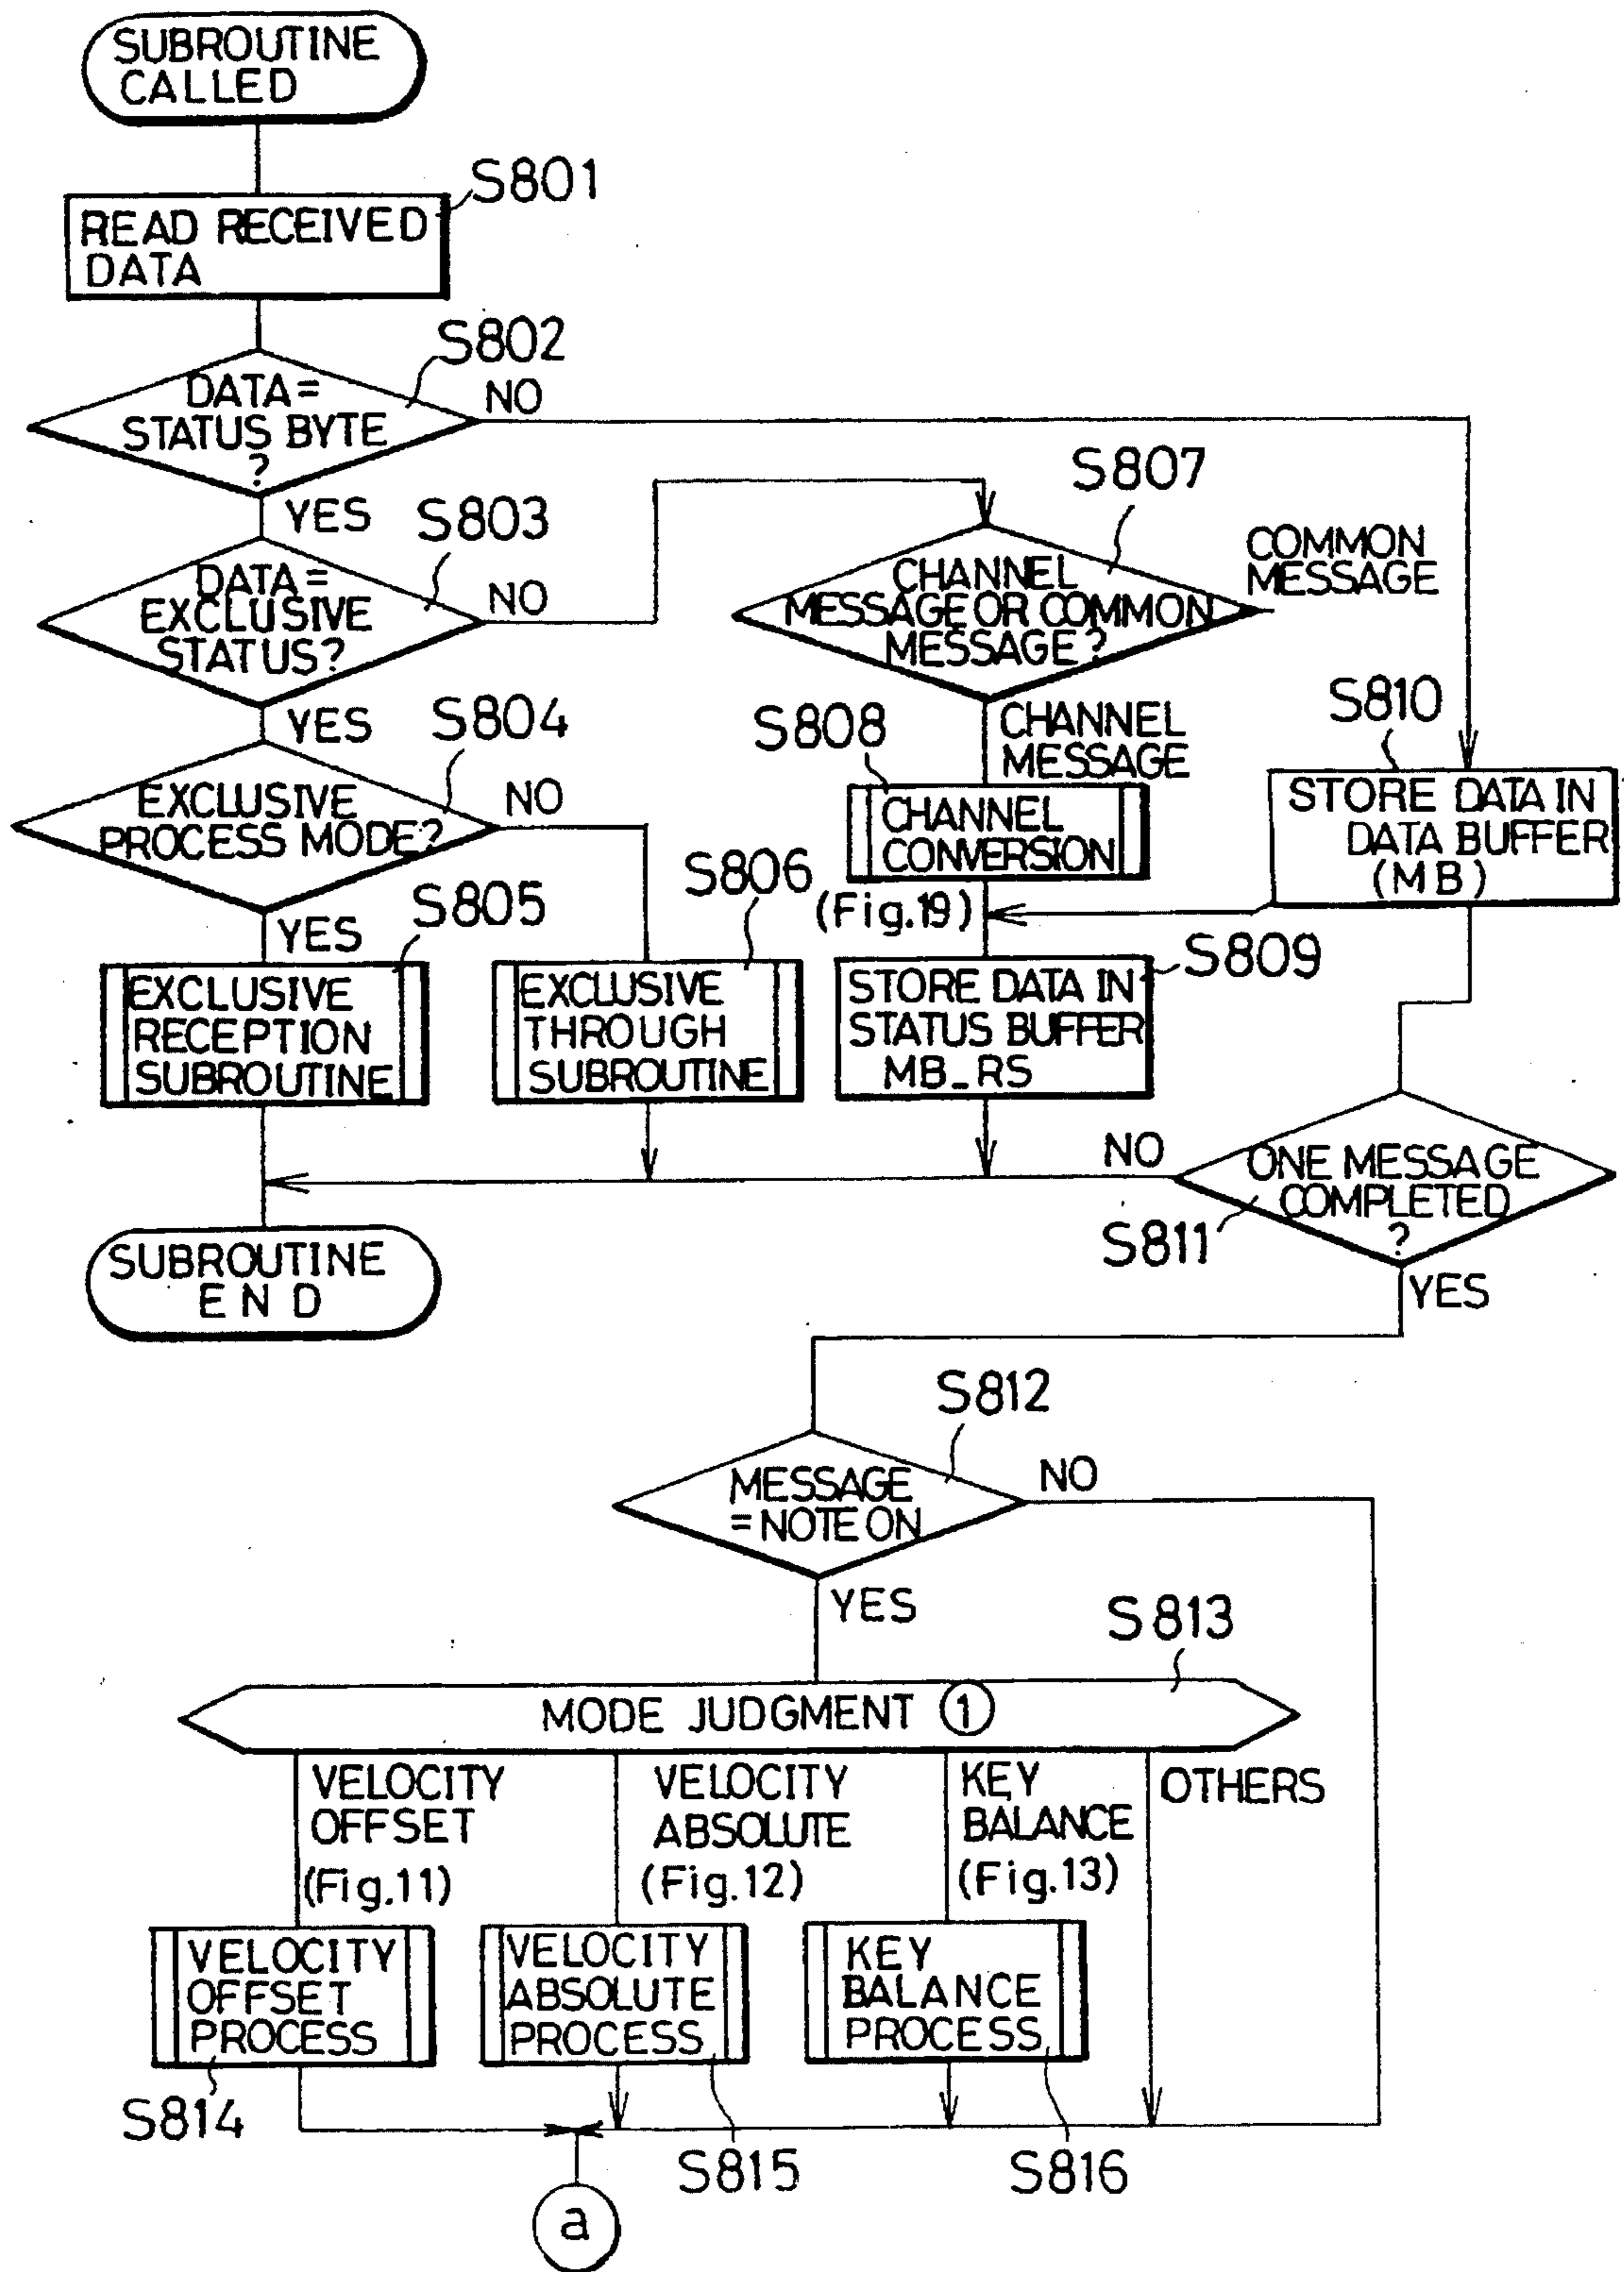 SUBROUTINE
CALLED
S801
READ RECEIVED
DATA
S802
DATA=
STATUS BYTE
?
NO
YES
S803
DATA=
EXCLUSIVE
STATUS?
NO
S807
CHANNEL
MESSAGE OR COMMON
MESSAGE?
COMMON
MESSAGE
YES
S804
EXCLUSIVE
PROCESS MODE?
NO
S808
CHANNEL
MESSAGE
CHANNEL
CONVERSION
(Fig.19)
S810
STORE DATA IN
DATA BUFFER
(MB)
YES
S805
EXCLUSIVE
RECEPTION
SUBROUTINE
S806
EXCLUSIVE
THROUGH
SUBROUTINE
S809
STORE DATA IN
STATUS BUFFER
MB_RS
NO
ONE MESSAGE
COMPLETED
?
S811
YES
SUBROUTINE
END
S812
MESSAGE
=NOTE ON
NO
YES
S813
MODE JUDGMENT ①
VELOCITY
OFFSET
(Fig.11)
VELOCITY
ABSOLUTE
(Fig.12)
KEY
BALANCE
(Fig.13)
OTHERS
VELOCITY
OFFSET
PROCESS
VELOCITY
ABSOLUTE
PROCESS
KEY
BALANCE
PROCESS
S814
S815
S816
a